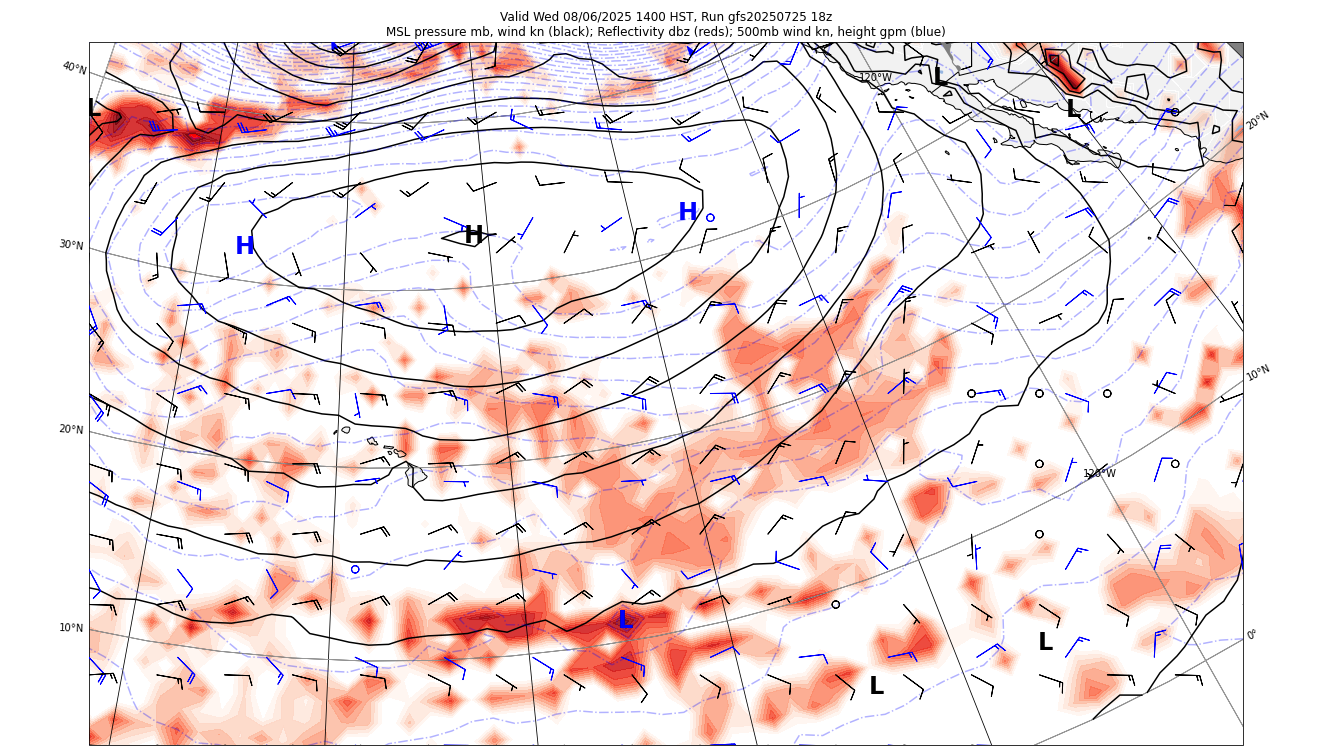 Valid Wed 08/06/2025 1400 HST, Run gfs20250725 18z
MSL pressure mb, wind kn (black); Reflectivity dbz (reds); 500mb wind kn, height gpm (blue)
40°N
L
120°W
L
L
20°N
30°N
H
H
H
10°N
20°N
120°W
10°N
L
L
L
0°